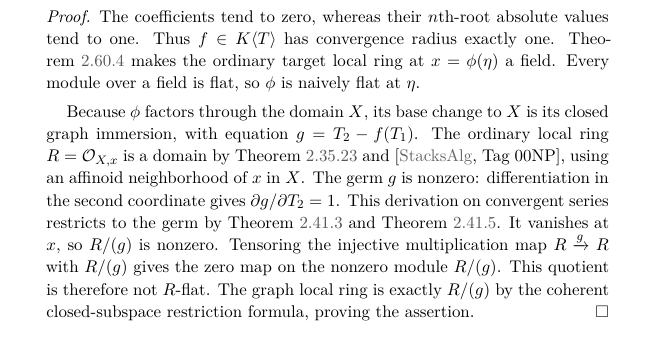 Proof. The coefficients tend to zero, whereas their nth-root absolute values
tend to one. Thus f ∈ K⟨T⟩ has convergence radius exactly one. Theo-
rem 2.60.4 makes the ordinary target local ring at x = ϕ(η) a field. Every
module over a field is flat, so ϕ is naively flat at η.
Because ϕ factors through the domain X, its base change to X is its closed
graph immersion, with equation g = T₂ − f(T₁). The ordinary local ring
R = 𝒪_{X,x} is a domain by Theorem 2.35.23 and [StacksAlg, Tag 00NP], using
an affinoid neighborhood of x in X. The germ g is nonzero: differentiation in
the second coordinate gives ∂g/∂T₂ = 1. This derivation on convergent series
restricts to the germ by Theorem 2.41.3 and Theorem 2.41.5. It vanishes at
x, so R/(g) is nonzero. Tensoring the injective multiplication map R →^g R
with R/(g) gives the zero map on the nonzero module R/(g). This quotient
is therefore not R-flat. The graph local ring is exactly R/(g) by the coherent
closed-subspace restriction formula, proving the assertion. □